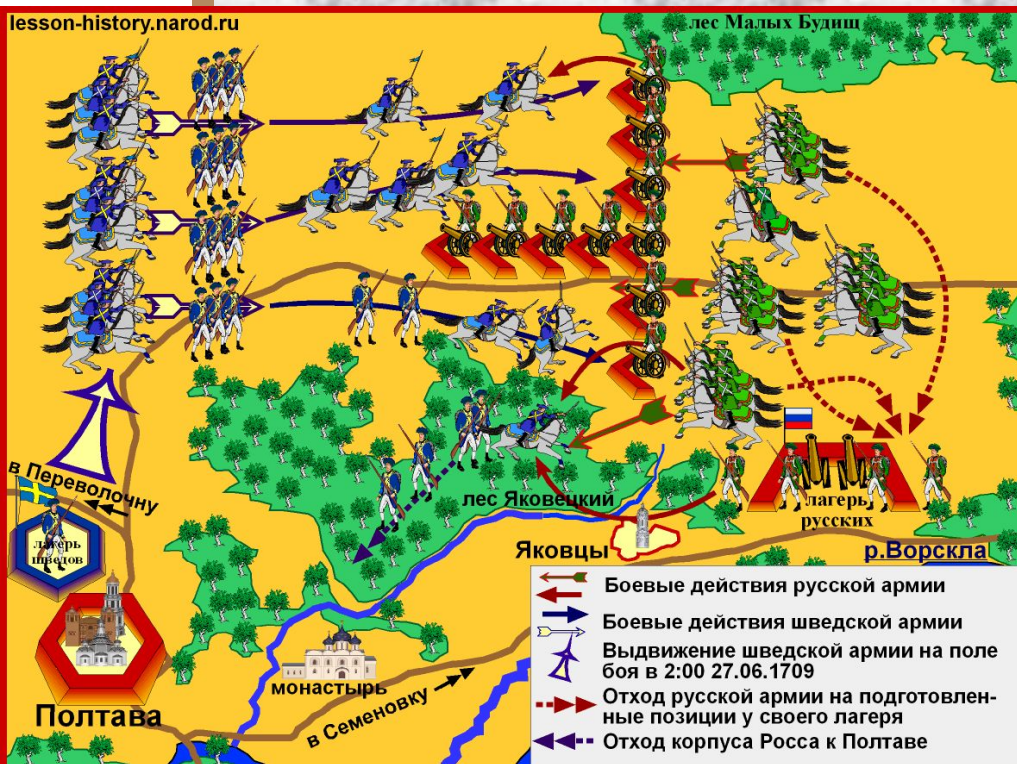 lesson-history.narod.ru
лес Малых Будищ
в Переволочну
лагерь
шведов
лес Яковецкий
лагерь
русских
Яковцы
р.Ворскла
монастырь
в Семеновку
Полтава
Боевые действия русской армии
Боевые действия шведской армии
Выдвижение шведской армии на поле
боя в 2:00 27.06.1709
Отход русской армии на подготовлен-
ные позиции у своего лагеря
Отход корпуса Росса к Полтаве